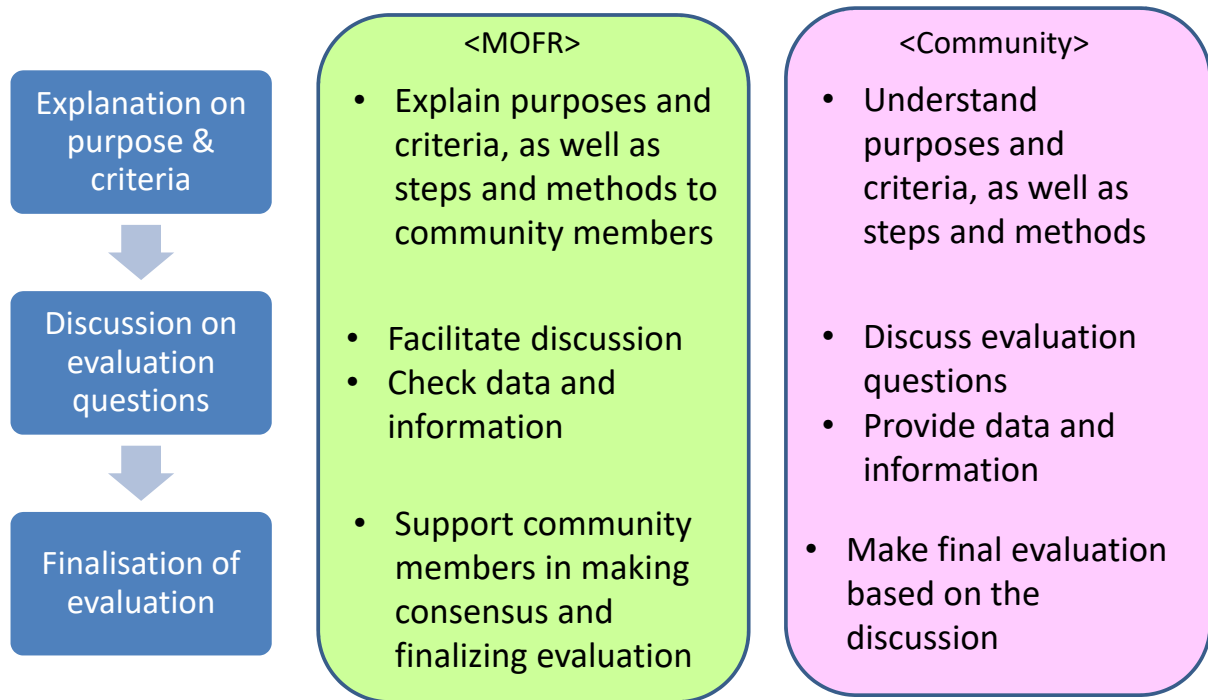 Explanation on
purpose &
criteria
Discussion on
evaluation
questions
Finalisation of
evaluation
<MOFR>
• Explain purposes and
criteria, as well as
steps and methods to
community members
• Facilitate discussion
• Check data and
information
• Support community
members in making
consensus and
finalizing evaluation
<Community>
• Understand
purposes and
criteria, as well as
steps and methods
• Discuss evaluation
questions
• Provide data and
information
• Make final evaluation
based on the
discussion